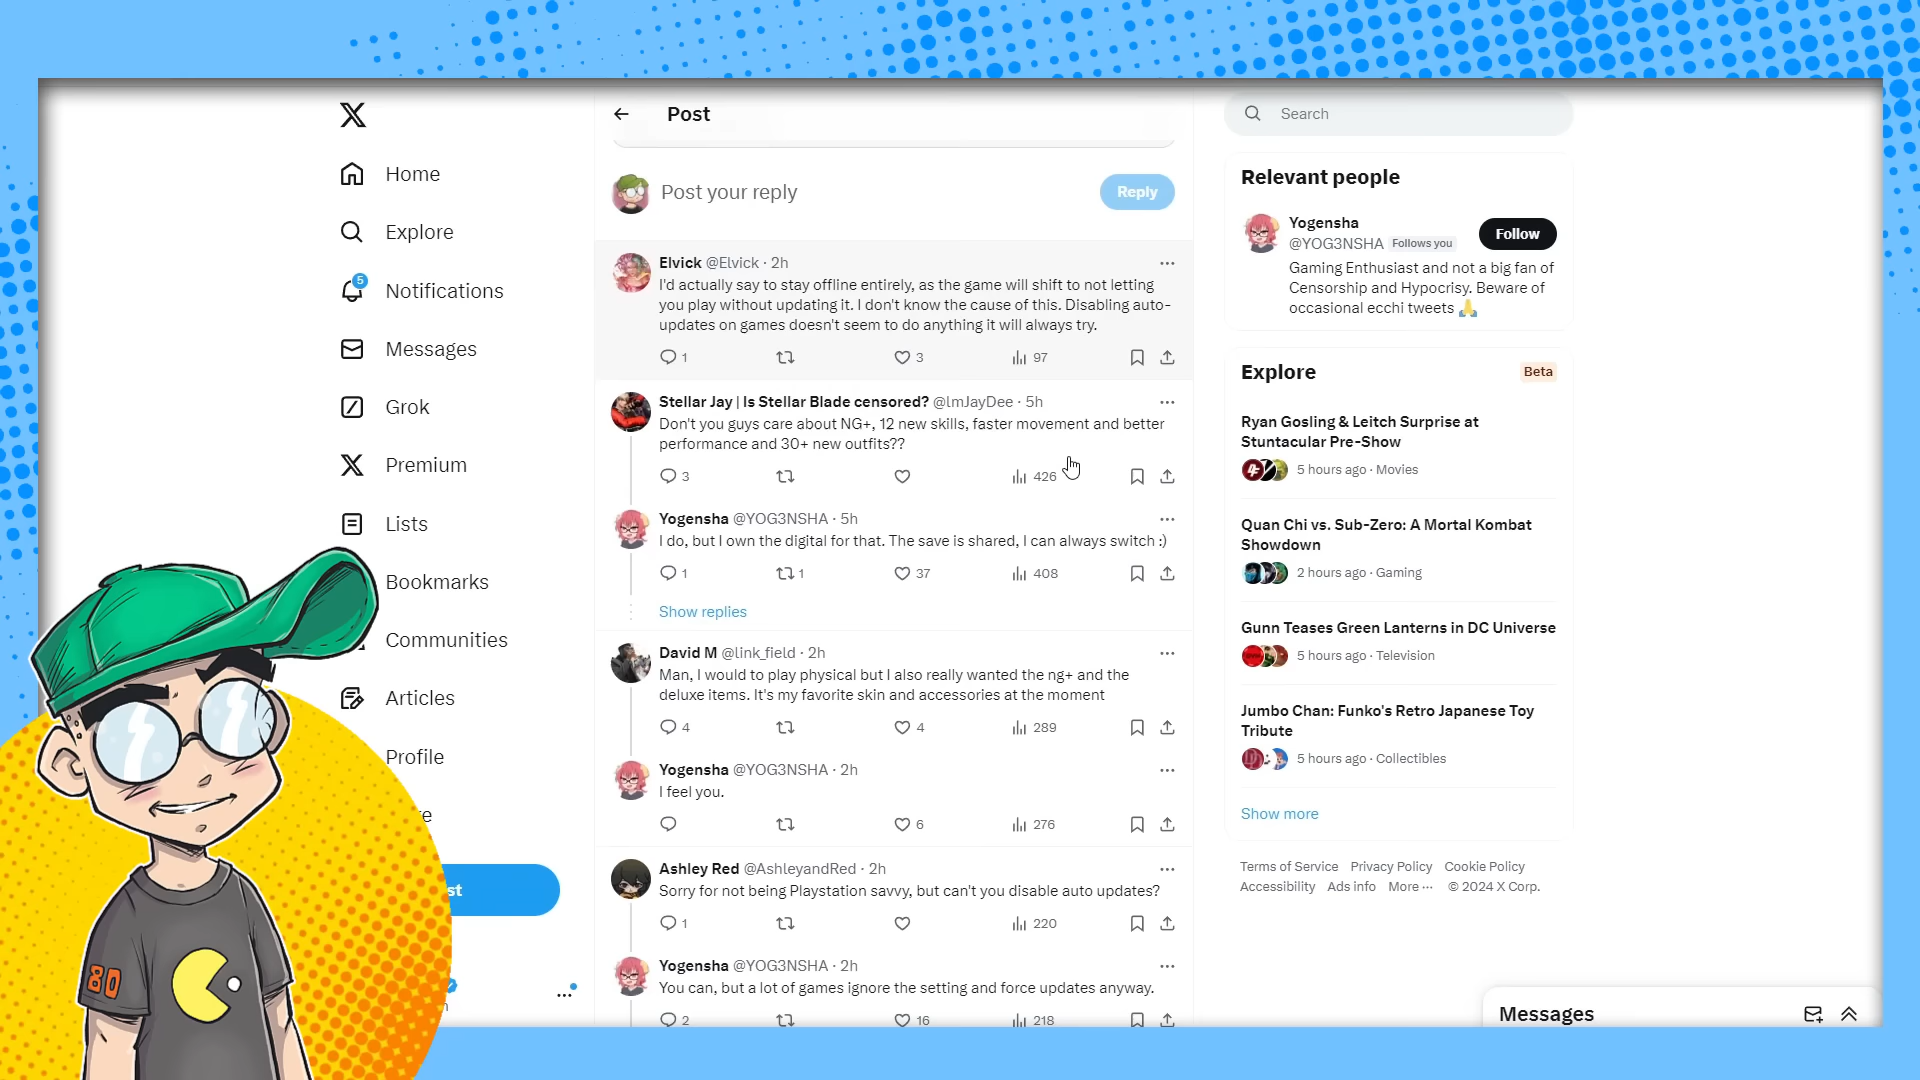 Home
Explore
5
Notifications
Messages
Grok
Premium
Lists
Bookmarks
Communities
Articles
Profile
80
Post
Post your reply
Reply
Elvick @Elvick · 2h
I'd actually say to stay offline entirely, as the game will shift to not letting
you play without updating it. I don't know the cause of this. Disabling auto-
updates on games doesn't seem to do anything it will always try.
1 3 97
Stellar Jay | Is Stellar Blade censored? @lmJayDee · 5h
Don't you guys care about NG+, 12 new skills, faster movement and better
performance and 30+ new outfits??
3 426
Yogensha @YOG3NSHA · 5h
I do, but I own the digital for that. The save is shared, I can always switch :)
1 1 37 408
Show replies
David M @link_field · 2h
Man, I would to play physical but I also really wanted the ng+ and the
deluxe items. It's my favorite skin and accessories at the moment
4 4 289
Yogensha @YOG3NSHA · 2h
I feel you.
6 276
Ashley Red @AshleyandRed · 2h
Sorry for not being Playstation savvy, but can't you disable auto updates?
1 220
Yogensha @YOG3NSHA · 2h
You can, but a lot of games ignore the setting and force updates anyway.
2 16 218
Search
Relevant people
Yogensha
@YOG3NSHA Follows you
Follow
Gaming Enthusiast and not a big fan of
Censorship and Hypocrisy. Beware of
occasional ecchi tweets 🙏
Explore
Beta
Ryan Gosling & Leitch Surprise at
Stuntacular Pre-Show
5 hours ago · Movies
Quan Chi vs. Sub-Zero: A Mortal Kombat
Showdown
2 hours ago · Gaming
Gunn Teases Green Lanterns in DC Universe
5 hours ago · Television
Jumbo Chan: Funko's Retro Japanese Toy
Tribute
5 hours ago · Collectibles
Show more
Terms of Service Privacy Policy Cookie Policy
Accessibility Ads info More ··· © 2024 X Corp.
Messages